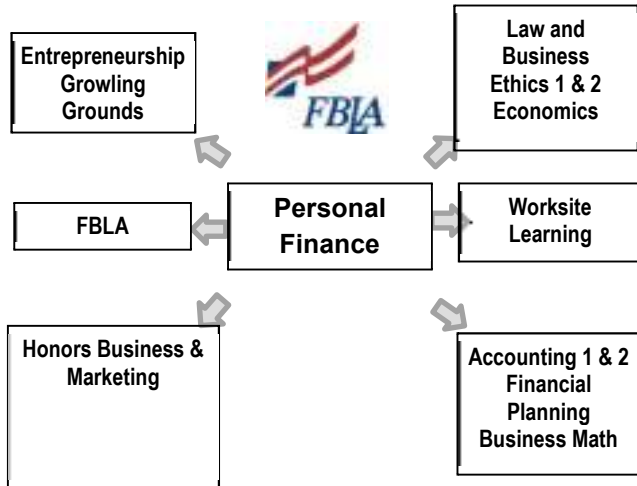 Entrepreneurship
Growling
Grounds
FBLA
Law and
Business
Ethics 1 & 2
Economics
FBLA
Personal
Finance
Worksite
Learning
Honors Business &
Marketing
Accounting 1 & 2
Financial
Planning
Business Math